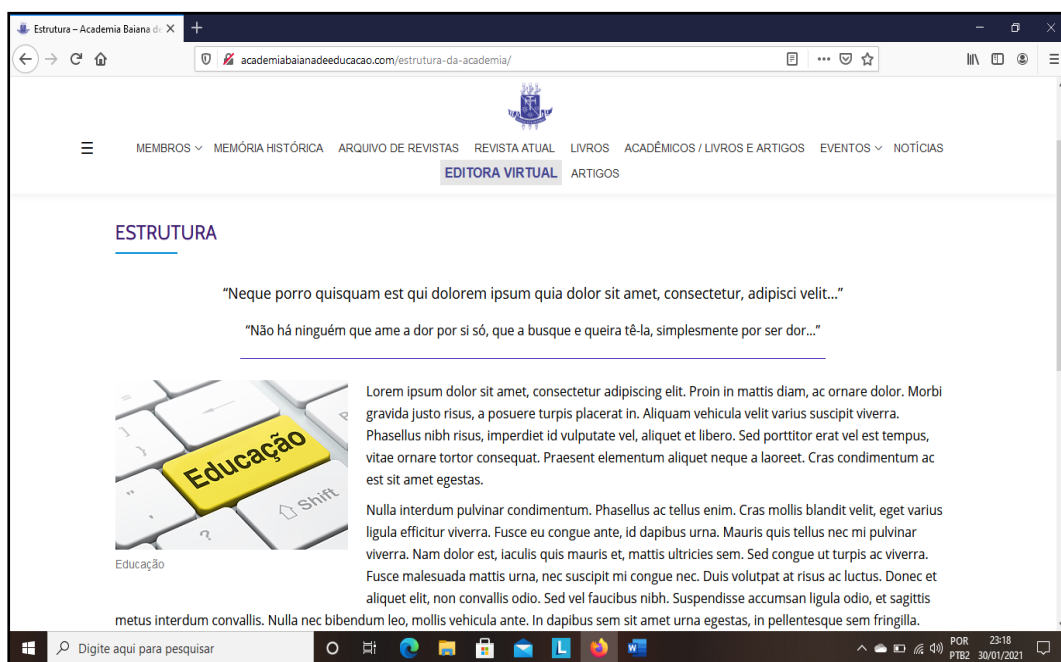 Estrutura – Academia Baiana de
academiabaianadeeducacao.com/estrutura-da-academia/
MEMBROS MEMÓRIA HISTÓRICA ARQUIVO DE REVISTAS REVISTA ATUAL LIVROS ACADÊMICOS / LIVROS E ARTIGOS EVENTOS NOTÍCIAS
EDITORA VIRTUAL ARTIGOS
ESTRUTURA
“Neque porro quisquam est qui dolorem ipsum quia dolor sit amet, consectetur, adipisci velit...”
“Não há ninguém que ame a dor por si só, que a busque e queira tê-la, simplesmente por ser dor...”
Educação
Shift
Educação
Lorem ipsum dolor sit amet, consectetur adipiscing elit. Proin in mattis diam, ac ornare dolor. Morbi
gravida justo risus, a posuere turpis placerat in. Aliquam vehicula velit varius suscipit viverra.
Phasellus nibh risus, imperdiet id vulputate vel, aliquet et libero. Sed porttitor erat vel est tempus,
vitae ornare tortor consequat. Praesent elementum aliquet neque a laoreet. Cras condimentum ac
est sit amet egestas.
Nulla interdum pulvinar condimentum. Phasellus ac tellus enim. Cras mollis blandit velit, eget varius
ligula efficitur viverra. Fusce eu congue ante, id dapibus urna. Mauris quis tellus nec mi pulvinar
viverra. Nam dolor est, iaculis quis mauris et, mattis ultricies sem. Sed congue ut turpis ac viverra.
Fusce malesuada mattis urna, nec suscipit mi congue nec. Duis volutpat at risus ac luctus. Donec et
aliquet elit, non convallis odio. Sed vel faucibus nibh. Suspendisse accumsan ligula odio, et sagittis
metus interdum convallis. Nulla nec bibendum leo, mollis vehicula ante. In dapibus sem sit amet urna egestas, in pellentesque sem fringilla.
Digite aqui para pesquisar
POR 23:18
PTB2 30/01/2021